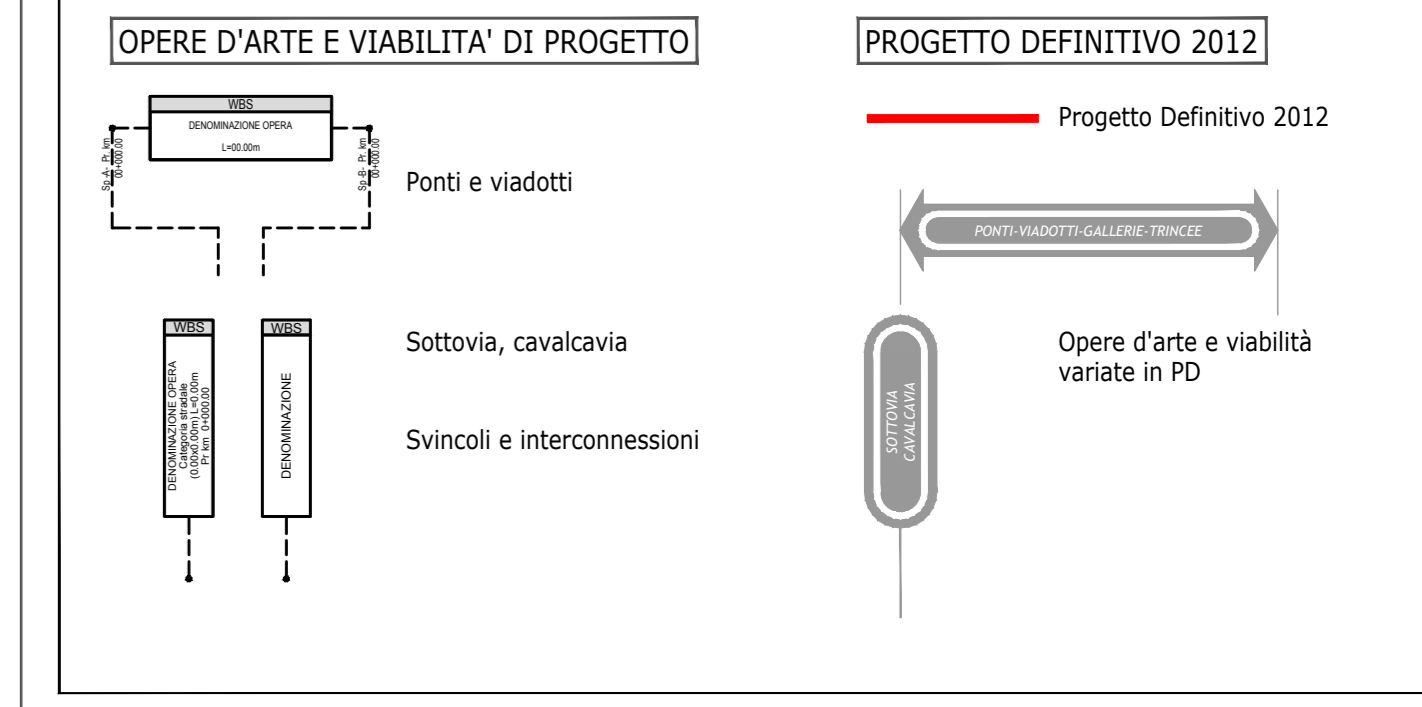 OPERE D'ARTE E VIABILITA' DI PROGETTO
WBS
DENOMINAZIONE OPERA
L=00.00m
Sp-A- Pr. km
00+000.00
Sp-B- Pr. km
00+000.00
Ponti e viadotti
WBS
DENOMINAZIONE OPERA
Categoria stradale
(0.00x0.00m) L=0.00m
Pr km 0+000.00
WBS
DENOMINAZIONE
Sottovia, cavalcavia
Svincoli e interconnessioni
PROGETTO DEFINITIVO 2012
Progetto Definitivo 2012
PONTI-VIADOTTI-GALLERIE-TRINCEE
SOTTOVIA
CAVALCAVIA
Opere d'arte e viabilità
variate in PD